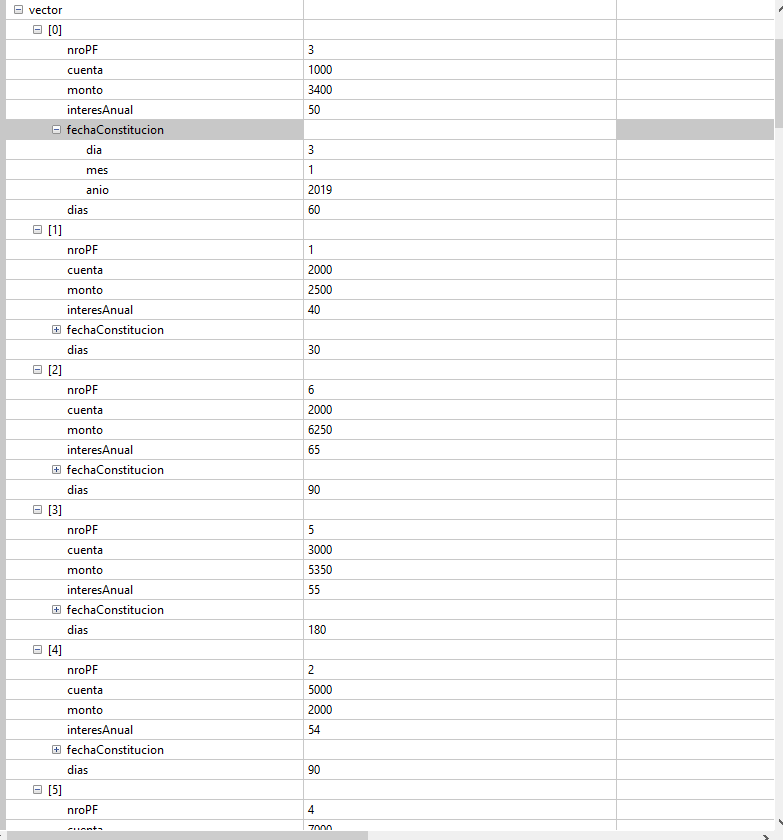 vector
[0]
nroPF 3
cuenta 1000
monto 3400
interesAnual 50
fechaConstitucion
dia 3
mes 1
anio 2019
dias 60
[1]
nroPF 1
cuenta 2000
monto 2500
interesAnual 40
fechaConstitucion
dias 30
[2]
nroPF 6
cuenta 2000
monto 6250
interesAnual 65
fechaConstitucion
dias 90
[3]
nroPF 5
cuenta 3000
monto 5350
interesAnual 55
fechaConstitucion
dias 180
[4]
nroPF 2
cuenta 5000
monto 2000
interesAnual 54
fechaConstitucion
dias 90
[5]
nroPF 4
cuenta 7000